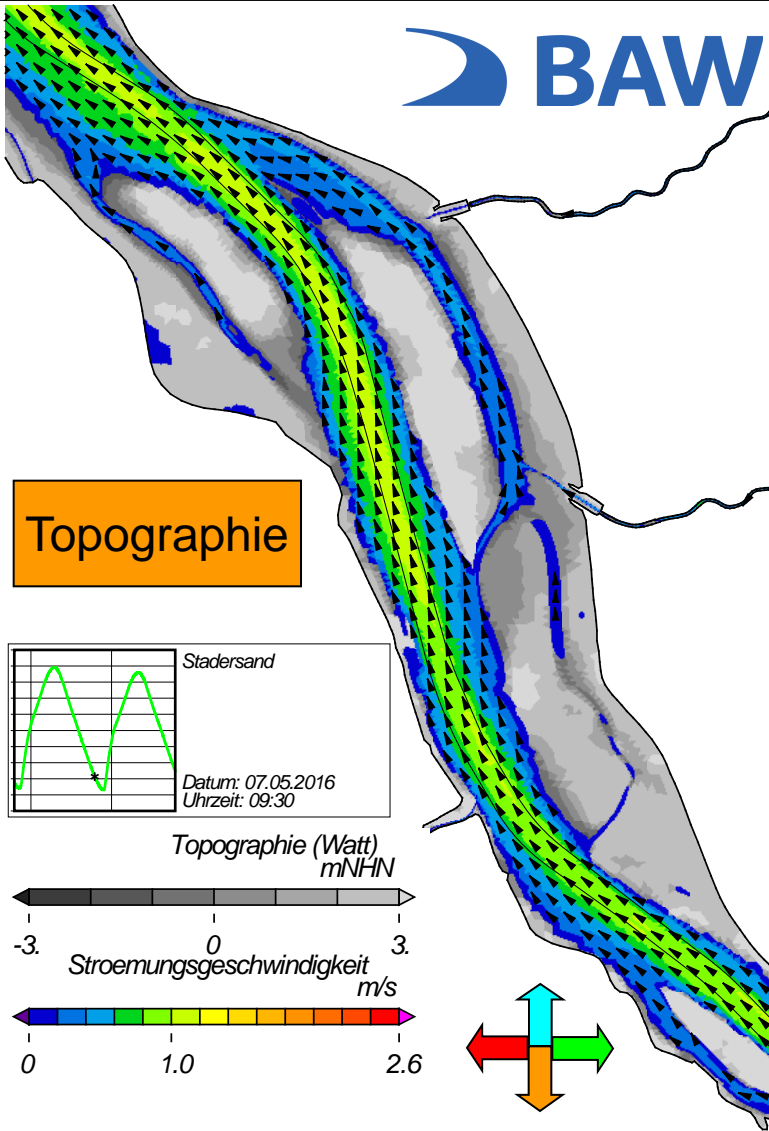 BAW
Topographie
Stadersand
Datum: 07.05.2016
Uhrzeit: 09:30
Topographie (Watt)
mNHN
-3. 0 3.
Stroemungsgeschwindigkeit
m/s
0 1.0 2.6